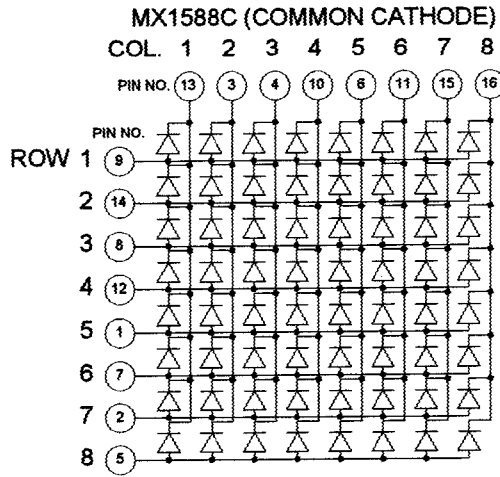 MX1588C (COMMON CATHODE)
COL. 1 2 3 4 5 6 7 8
PIN NO. 13 3 4 10 6 11 15 16
PIN NO.
ROW 1 9
2 14
3 8
4 12
5 1
6 7
7 2
8 5